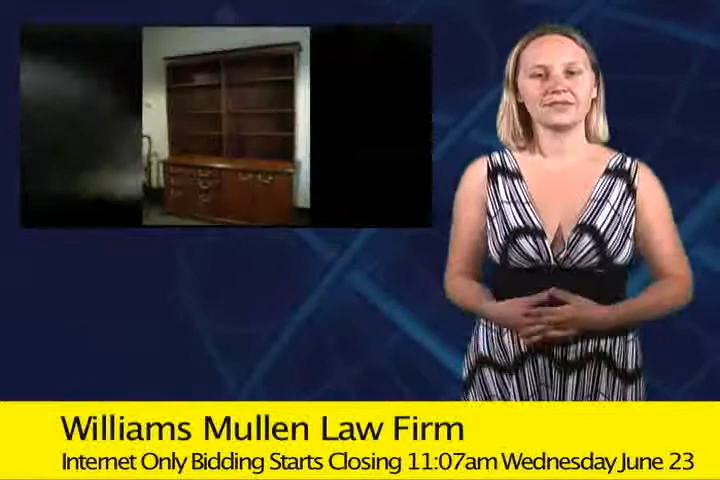 Williams Mullen Law Firm
Internet Only Bidding Starts Closing 11:07am Wednesday June 23